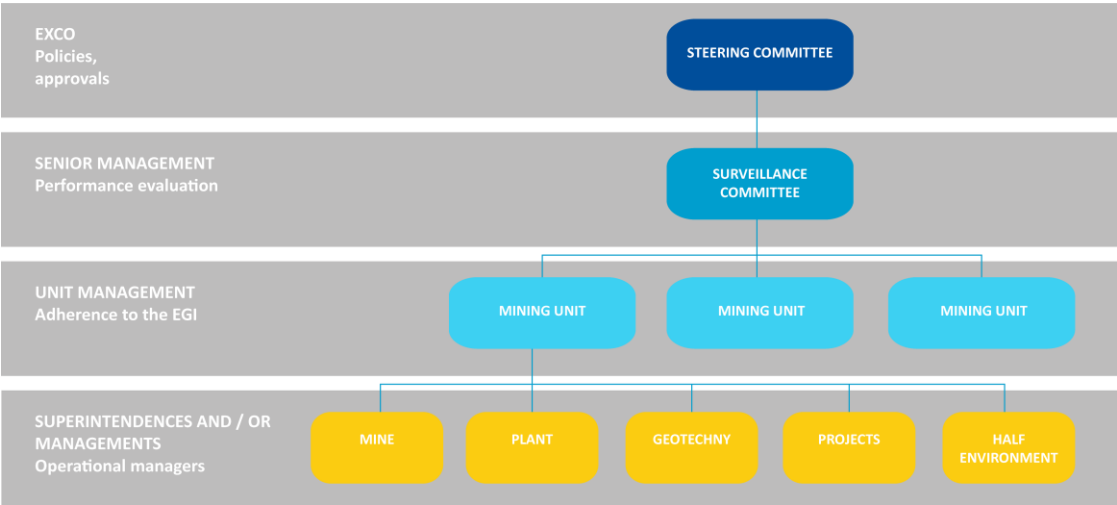 EXCO
Policies,
approvals
STEERING COMMITTEE
SENIOR MANAGEMENT
Performance evaluation
SURVEILLANCE
COMMITTEE
UNIT MANAGEMENT
Adherence to the EGI
MINING UNIT
MINING UNIT
MINING UNIT
SUPERINTENDENCES AND / OR
MANAGEMENTS
Operational managers
MINE
PLANT
GEOTECHNY
PROJECTS
HALF
ENVIRONMENT